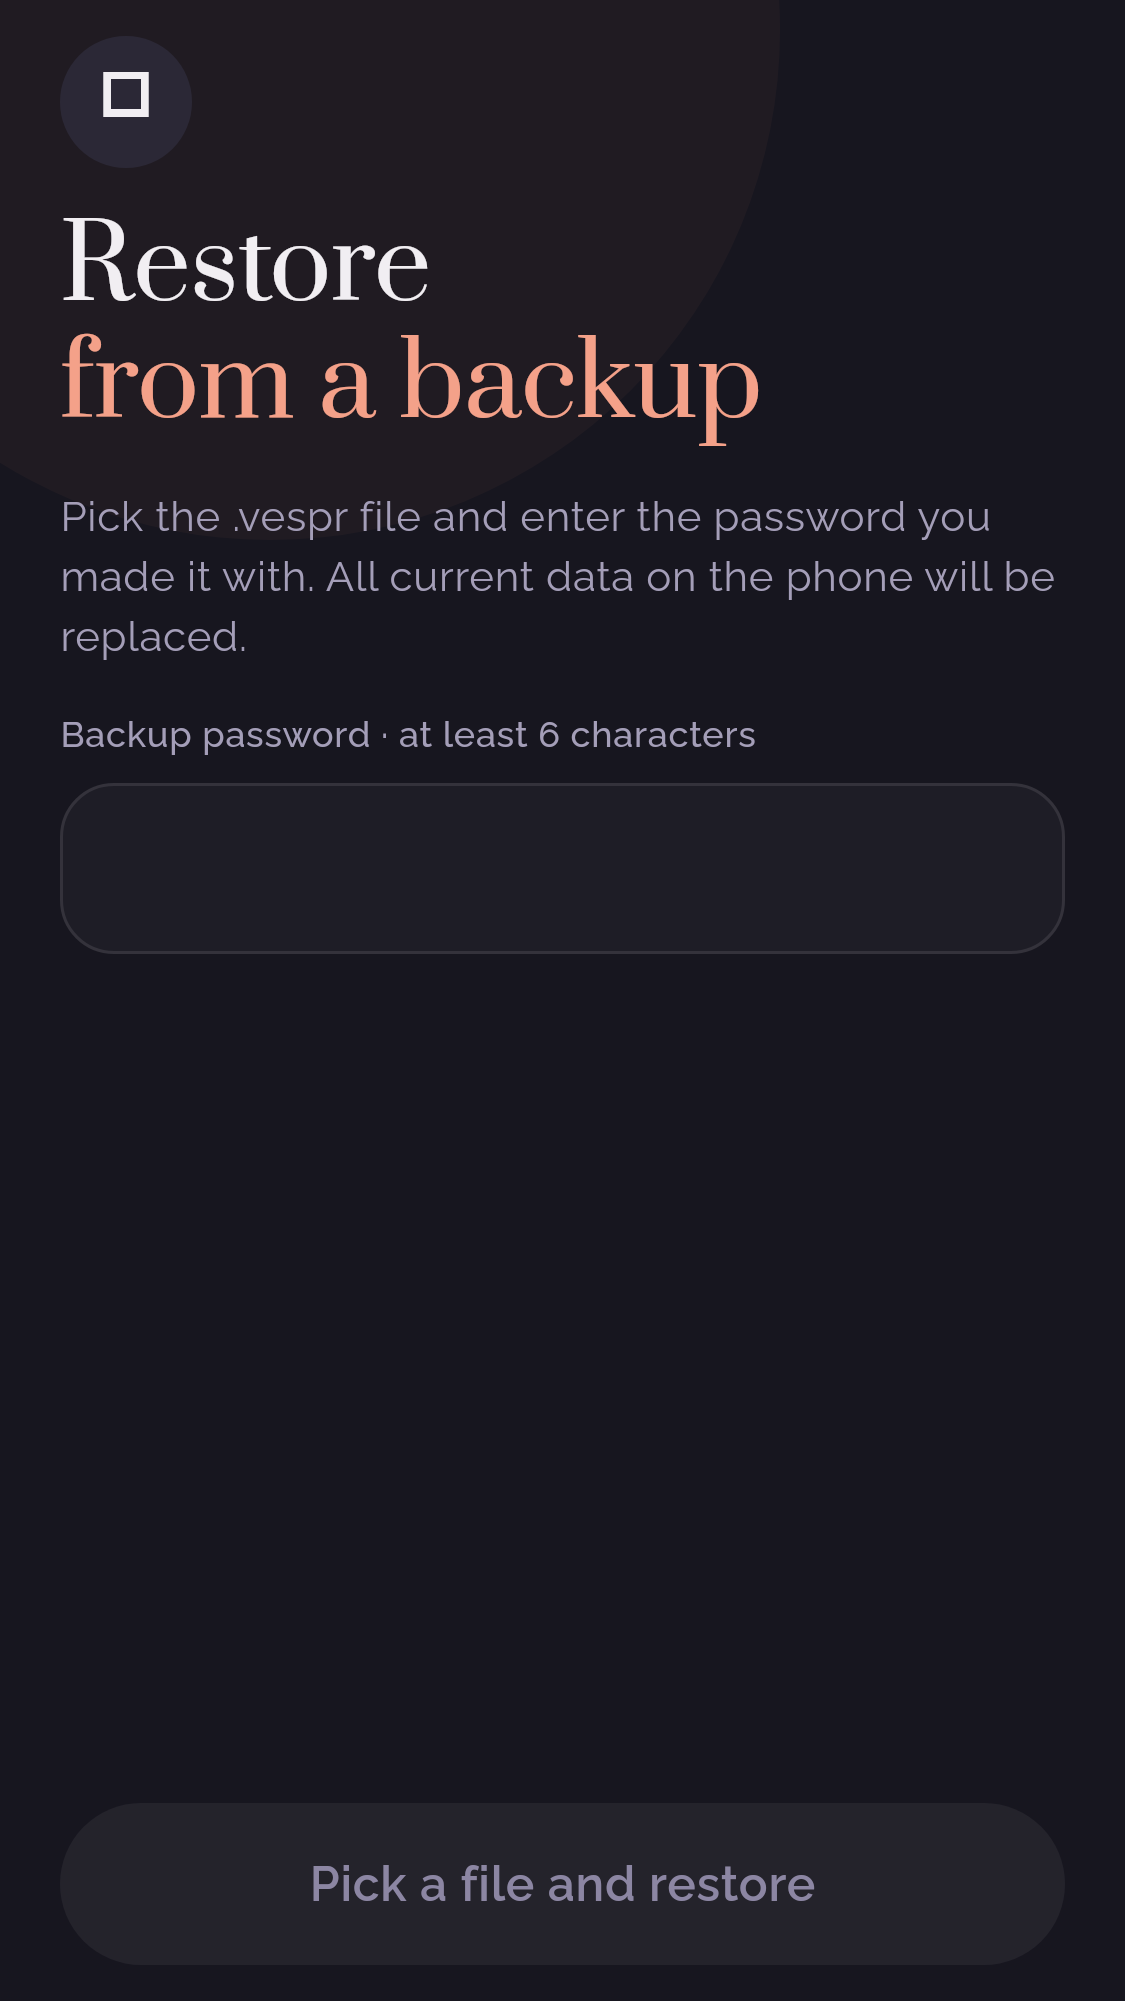 Restore
from a backup
Pick the .vespr file and enter the password you
made it with. All current data on the phone will be
replaced.
Backup password · at least 6 characters
Pick a file and restore